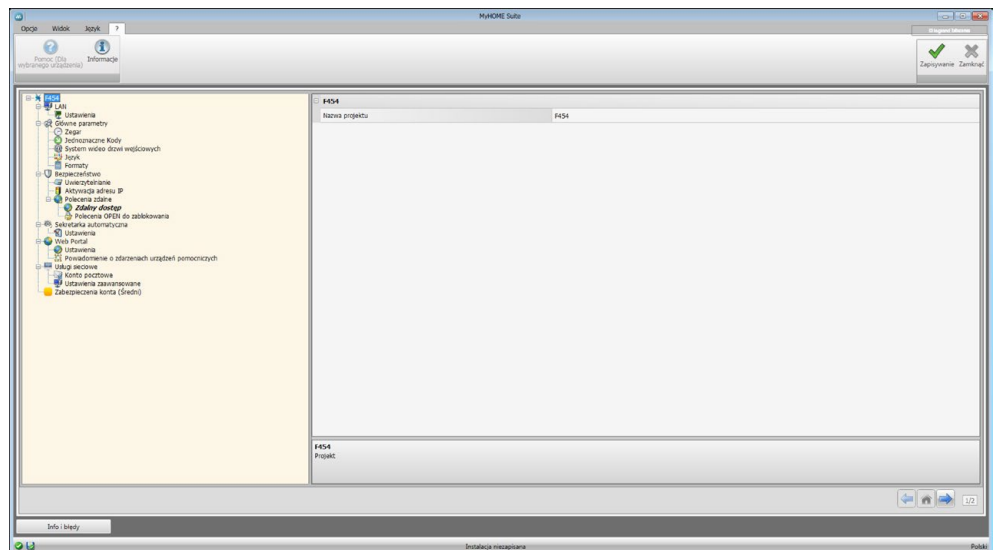 MyHOME Suite
Opcje Widok Język ?
Pomoc (Dla wybranego urządzenia)
Informacje
Zapisywanie Zamknąć
F454
LAN
Ustawienia
Główne parametry
Zegar
Jednoznaczne Kody
System wideo drzwi wejściowych
Język
Formaty
Bezpieczeństwo
Uwierzytelnianie
Aktywacja adresu IP
Polecenia zdalne
Zdalny dostęp
Polecenia OPEN do zablokowania
Sekretarka automatyczna
Ustawienia
Web Portal
Ustawienia
Powiadomienie o zdarzeniach urządzeń pomocniczych
Usługi sieciowe
Konto pocztowe
Ustawienia zaawansowane
Zabezpieczenia konta (Średni)
F454
Nazwa projektu F454
F454
Projekt
1/2
Info i błędy
Instalacja niezapisana
Polski